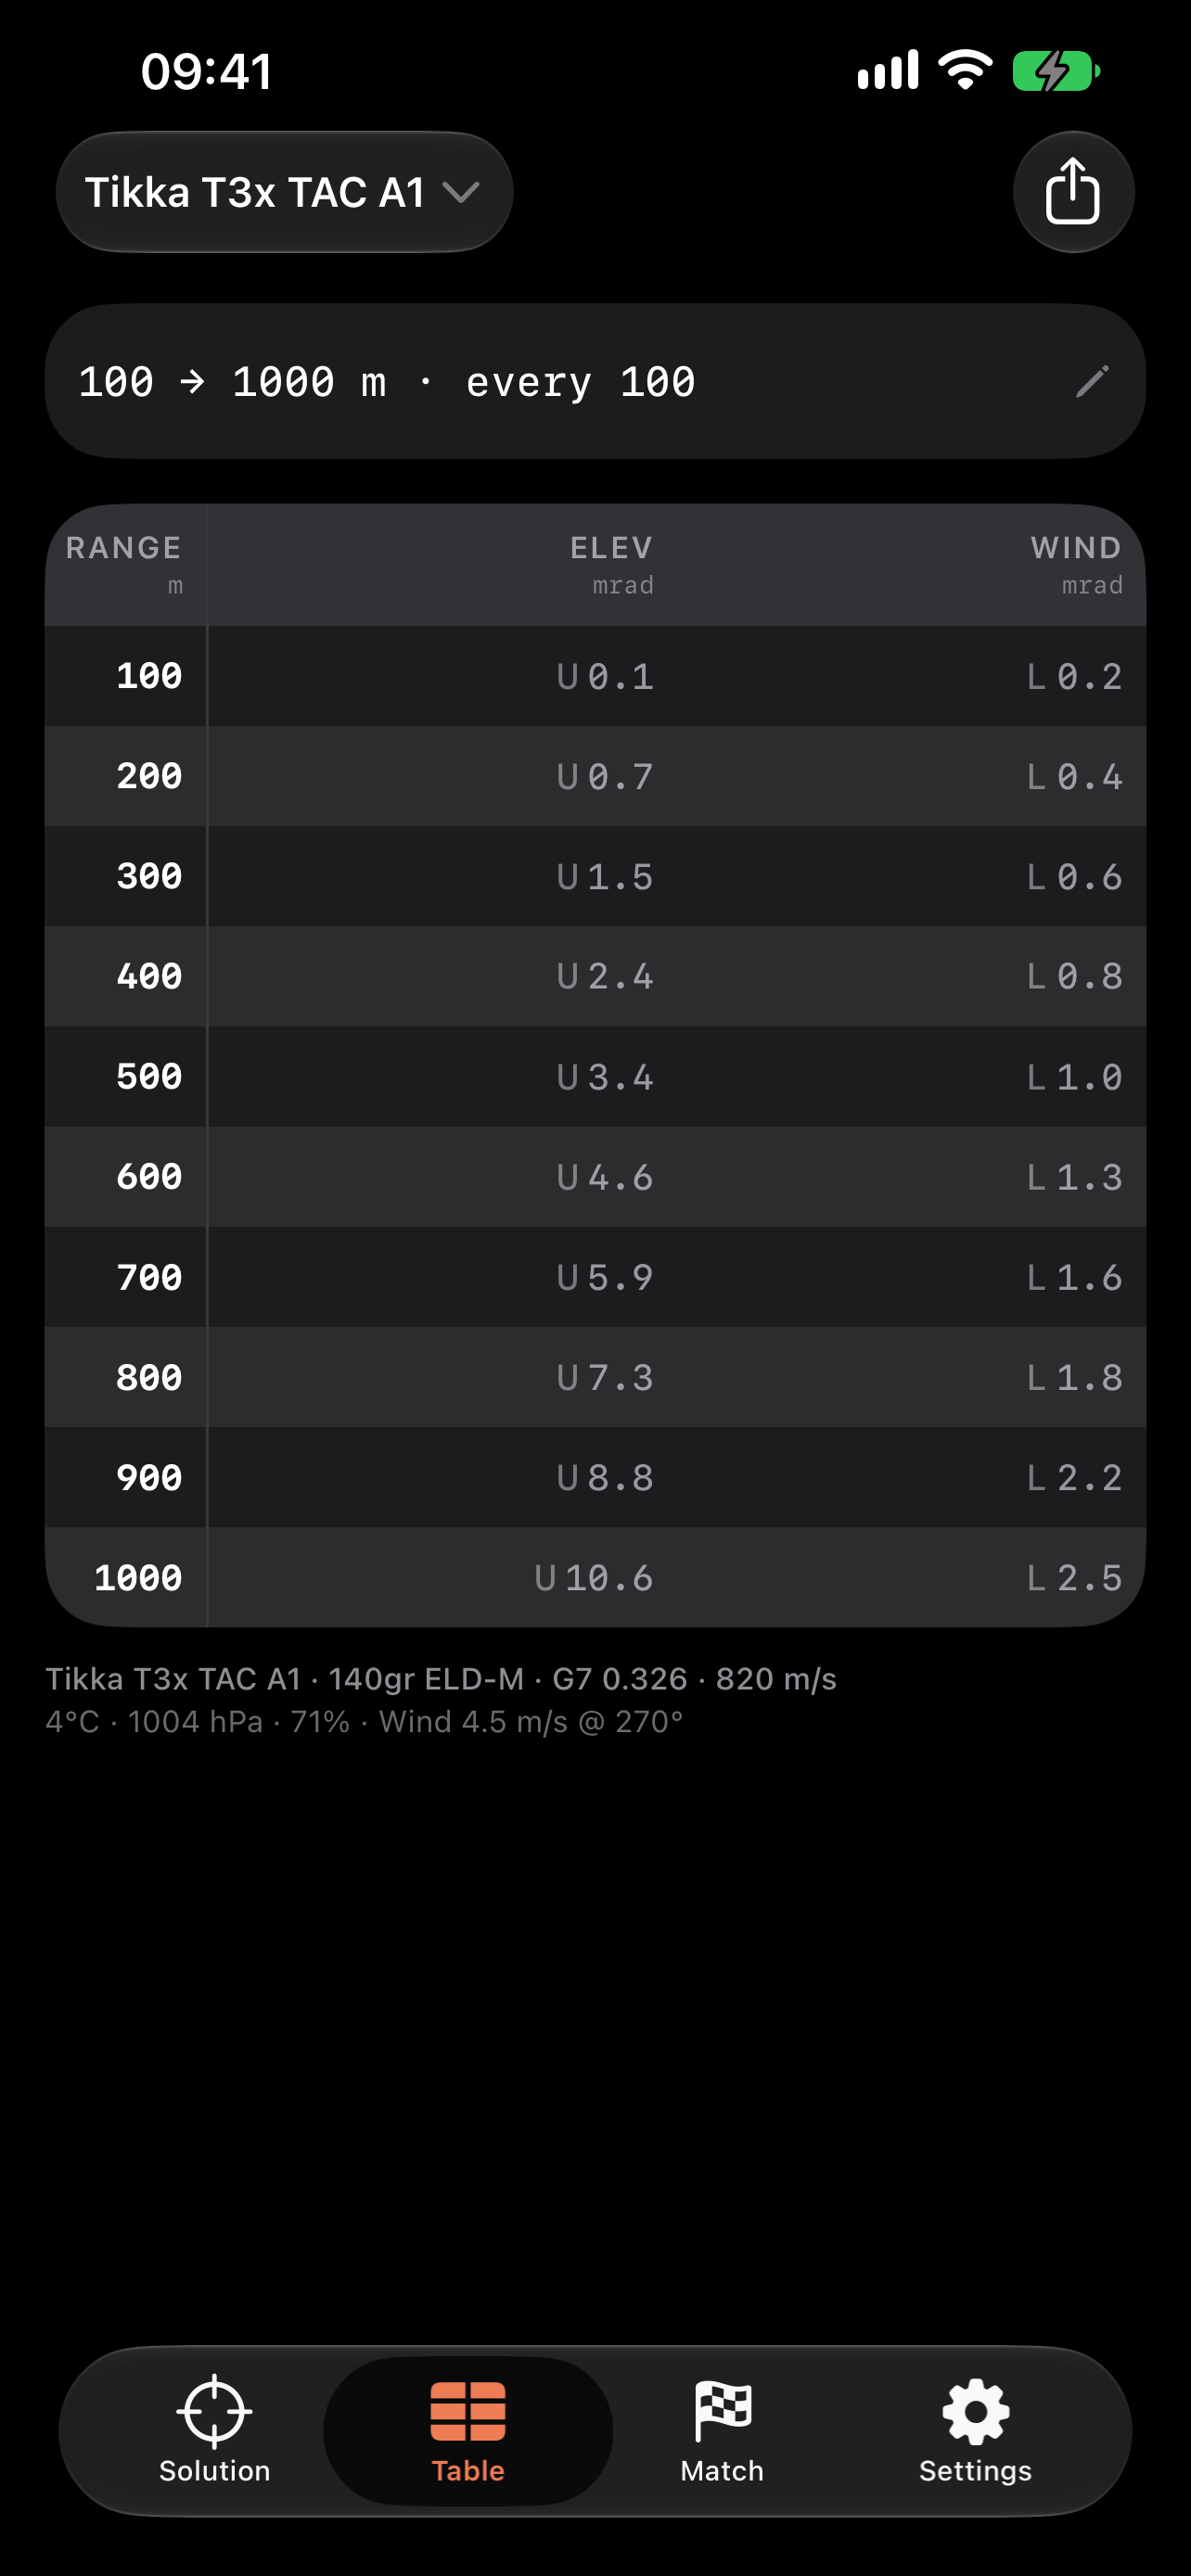 09:41
Tikka T3x TAC A1
100 → 1000 m · every 100
RANGE ELEV WIND
m mrad mrad
100 U 0.1 L 0.2
200 U 0.7 L 0.4
300 U 1.5 L 0.6
400 U 2.4 L 0.8
500 U 3.4 L 1.0
600 U 4.6 L 1.3
700 U 5.9 L 1.6
800 U 7.3 L 1.8
900 U 8.8 L 2.2
1000 U 10.6 L 2.5
Tikka T3x TAC A1 · 140gr ELD-M · G7 0.326 · 820 m/s
4°C · 1004 hPa · 71% · Wind 4.5 m/s @ 270°
Solution Table Match Settings